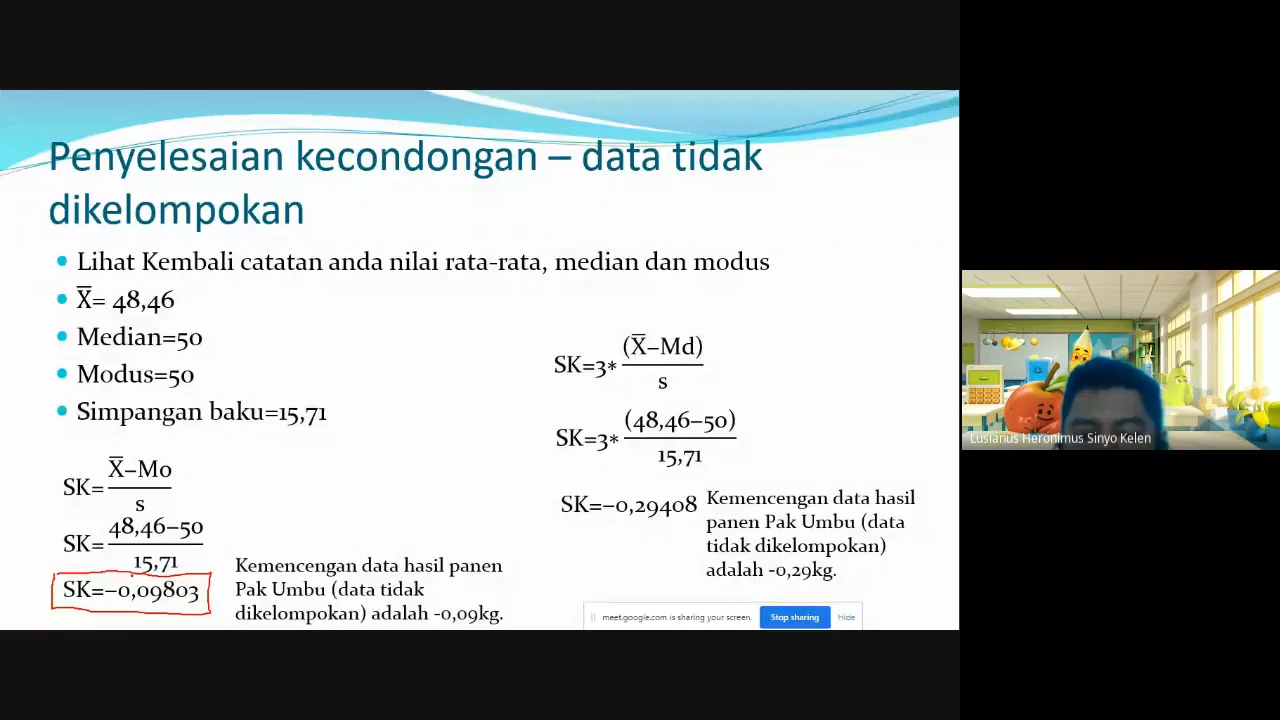 Penyelesaian kecondongan – data tidak
dikelompokan
• Lihat Kembali catatan anda nilai rata-rata, median dan modus
• X̅= 48,46
• Median=50
• Modus=50
• Simpangan baku=15,71
SK= X̅−Mo / s
SK= 48,46−50 / 15,71
SK=−0,09803
Kemencengan data hasil panen
Pak Umbu (data tidak
dikelompokan) adalah -0,09kg.
SK=3* (X̅−Md) / s
SK=3* (48,46−50) / 15,71
SK=−0,29408
Kemencengan data hasil
panen Pak Umbu (data
tidak dikelompokan)
adalah -0,29kg.
meet.google.com is sharing your screen. Stop sharing Hide
Lusianus Heronimus Sinyo Kelen